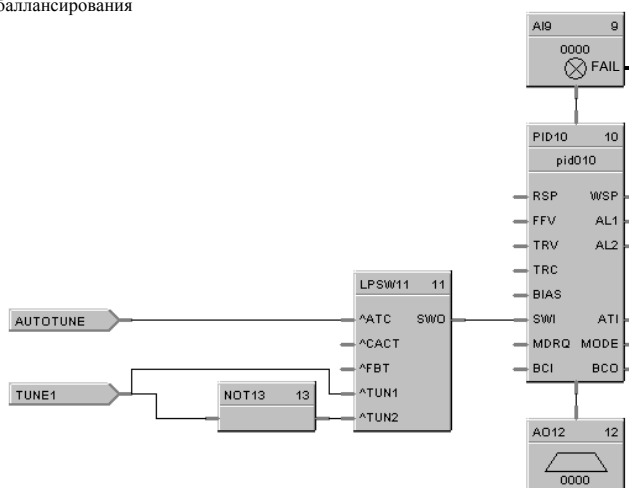 баллансирования
AI9 9
0000
FAIL
PID10 10
pid010
RSP WSP
FFV AL1
TRV AL2
TRC
BIAS
SWI ATI
MDRQ MODE
BCI BCO
LPSW11 11
^ATC SWO
^CACT
^FBT
^TUN1
^TUN2
AUTOTUNE
TUNE1
NOT13 13
AO12 12
0000